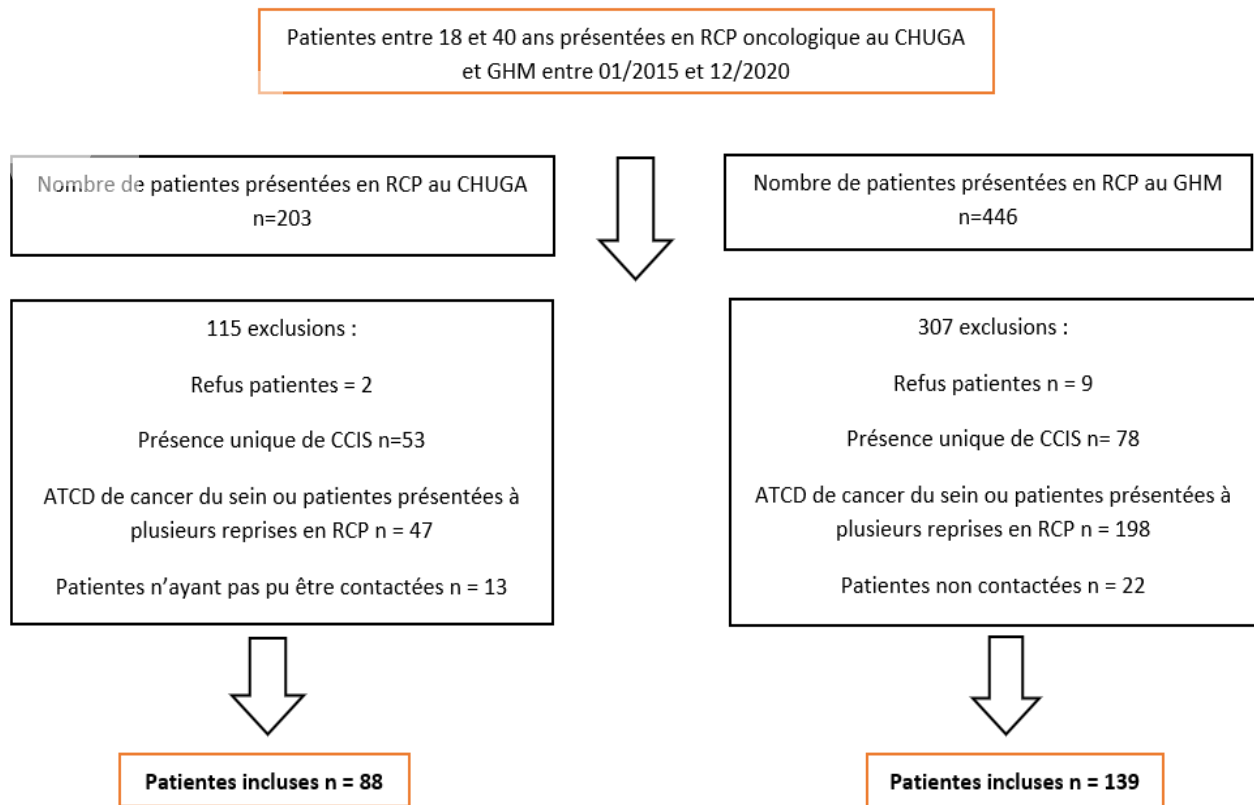 Patientes entre 18 et 40 ans présentées en RCP oncologique au CHUGA
et GHM entre 01/2015 et 12/2020
Nombre de patientes présentées en RCP au CHUGA
n=203
Nombre de patientes présentées en RCP au GHM
n=446
115 exclusions :
Refus patientes = 2
Présence unique de CCIS n=53
ATCD de cancer du sein ou patientes présentées à
plusieurs reprises en RCP n = 47
Patientes n'ayant pas pu être contactées n = 13
307 exclusions :
Refus patientes n = 9
Présence unique de CCIS n= 78
ATCD de cancer du sein ou patientes présentées à
plusieurs reprises en RCP n = 198
Patientes non contactées n = 22
Patientes incluses n = 88
Patientes incluses n = 139